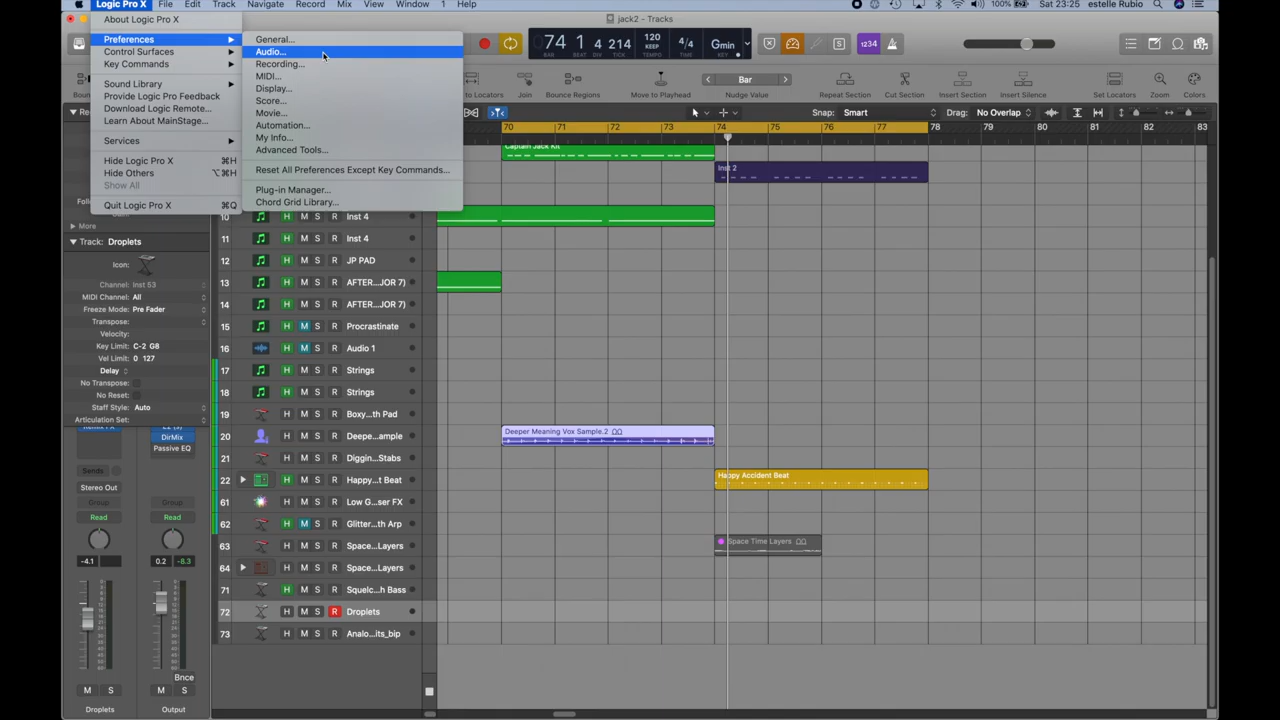 Logic Pro X File Edit Track Navigate Record Mix View Window 1 Help
Sat 23:25 estelle Rubio
About Logic Pro X
jack2 - Tracks
Preferences
General...
Control Surfaces
Audio...
Key Commands
Recording...
MIDI...
Sound Library
Display...
Provide Logic Pro Feedback
Score...
Download Logic Remote...
Movie...
Learn About MainStage...
Automation...
My Info...
Services
Advanced Tools...
Hide Logic Pro X ⌘H
Reset All Preferences Except Key Commands...
Hide Others ⌥⌘H
Show All
Plug-in Manager...
Quit Logic Pro X ⌘Q
Chord Grid Library...
74 1 4 214
BAR BEAT DIV TICK
120
KEEP
TEMPO
4/4
Gmin
S
1234
to Locators
Join
Bounce Regions
Move to Playhead
Bar
Nudge Value
Repeat Section
Cut Section
Insert Section
Insert Silence
Set Locators
Zoom
Colors
Snap: Smart
Drag: No Overlap
70 71 72 73 74 75 76 77 78 79 80 81 82 83
Captain Jack Kit
Inst 2
More
Track: Droplets
Icon:
Channel: Inst 53
MIDI Channel: All
Freeze Mode: Pre Fader
Transpose:
Velocity:
Key Limit: C-2 G8
Vel Limit: 0 127
Delay
No Transpose:
No Reset:
Staff Style: Auto
Articulation Set:
10 H M S R Inst 4
11 H M S R Inst 4
12 H M S R JP PAD
13 H M S R AFTER...JOR 7)
14 H M S R AFTER...JOR 7)
15 H M S R Procrastinate
16 H M S R Audio 1
17 H M S R Strings
18 H M S R Strings
19 H M S R Boxy...th Pad
20 H M S R Deepe...ample
21 H M S R Diggin...Stabs
22 H M S R Happy...t Beat
61 H M S R Low G...ser FX
62 H M S R Glitter...th Arp
63 H M S R Space...Layers
64 H M S R Space...Layers
71 H M S R Squelc...h Bass
72 H M S R Droplets
73 H M S R Analo...its_bip
Deeper Meaning Vox Sample.2
Happy Accident Beat
Space Time Layers
DirMix
Passive EQ
Sends
Stereo Out
Group Group
Read Read
-4.1 0.2 -8.3
Bnce
M S M S
Droplets Output